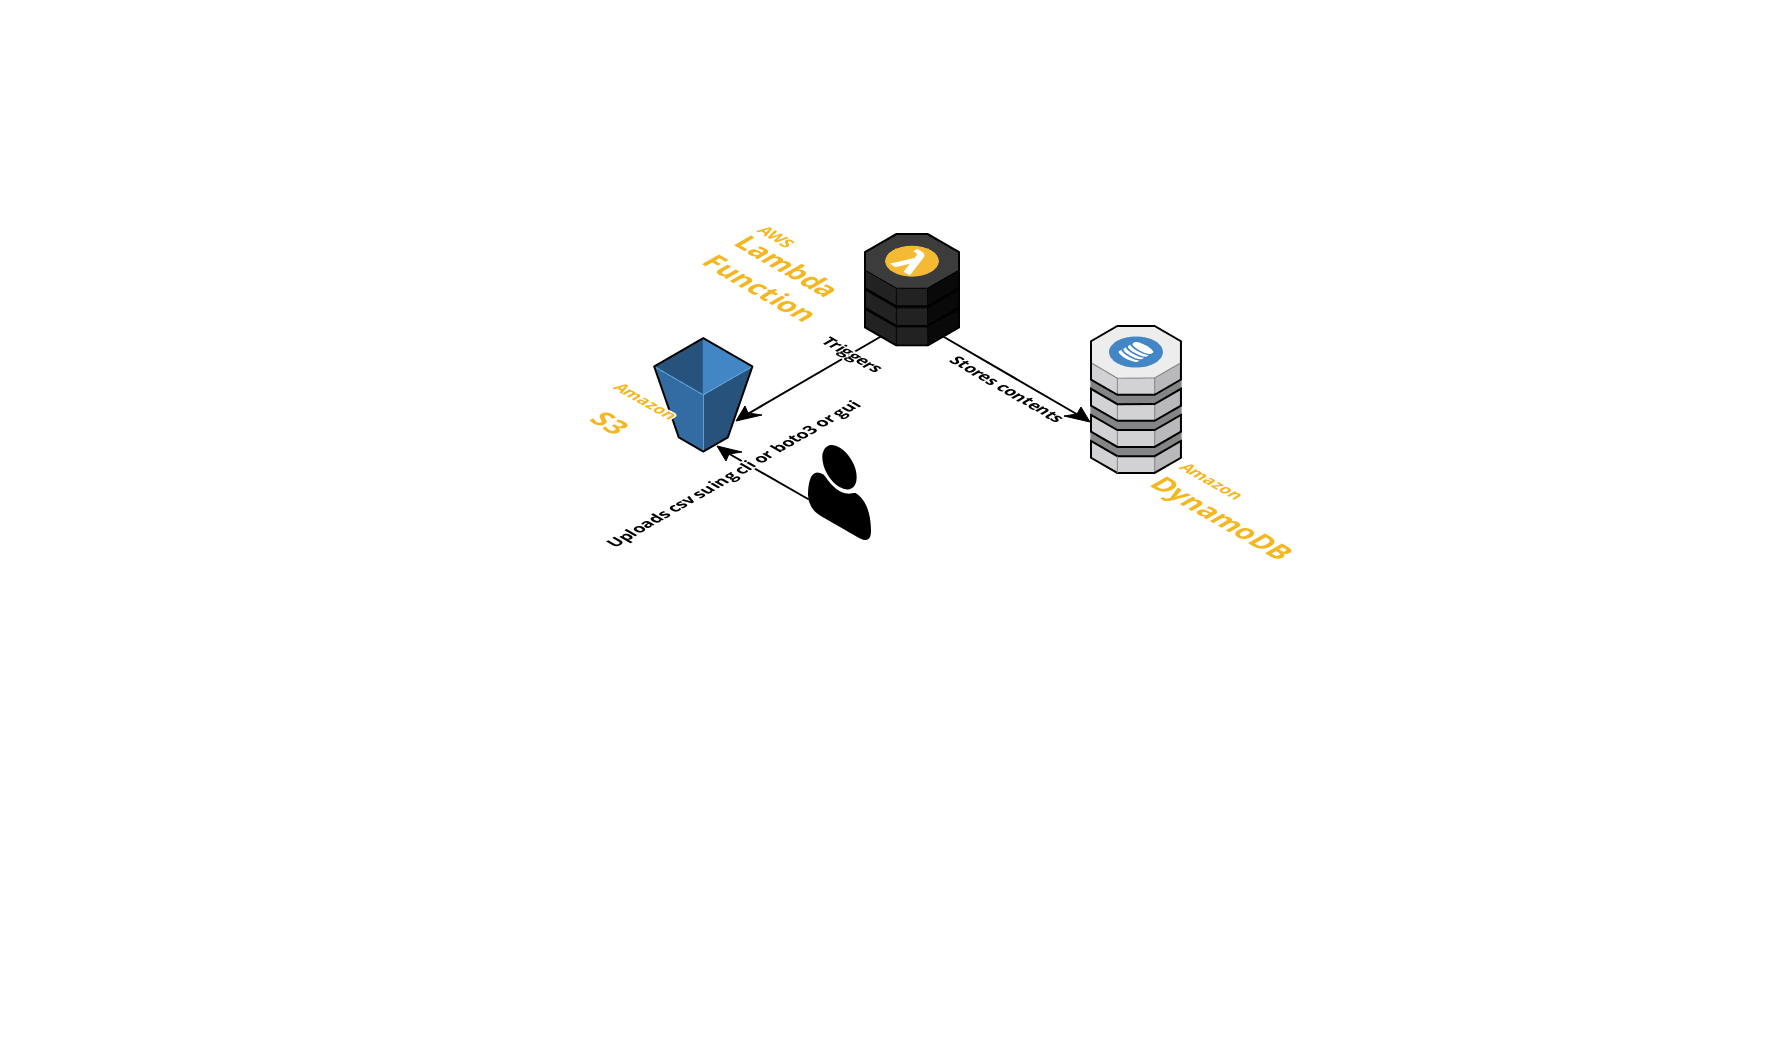 AWS
Lambda
Function
Triggers
Stores contents
Amazon
S3
Uploads csv suing cli or boto3 or gui
Amazon
DynamoDB